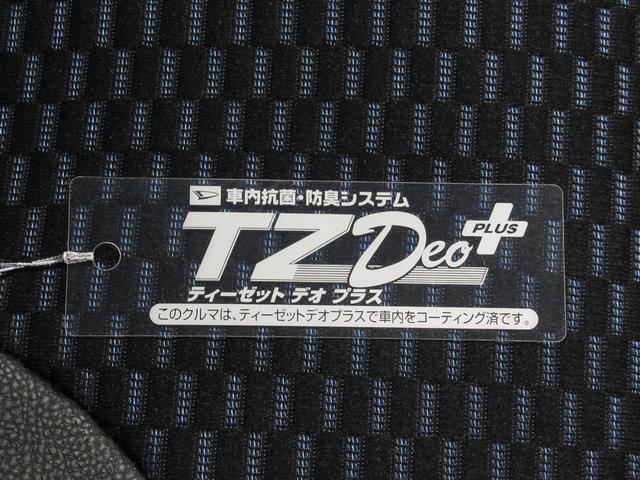 車内抗菌・防臭システム
TZ Deo PLUS
ティーゼット デオ プラス
このクルマは、ティーゼットデオプラスで車内をコーティング済です。